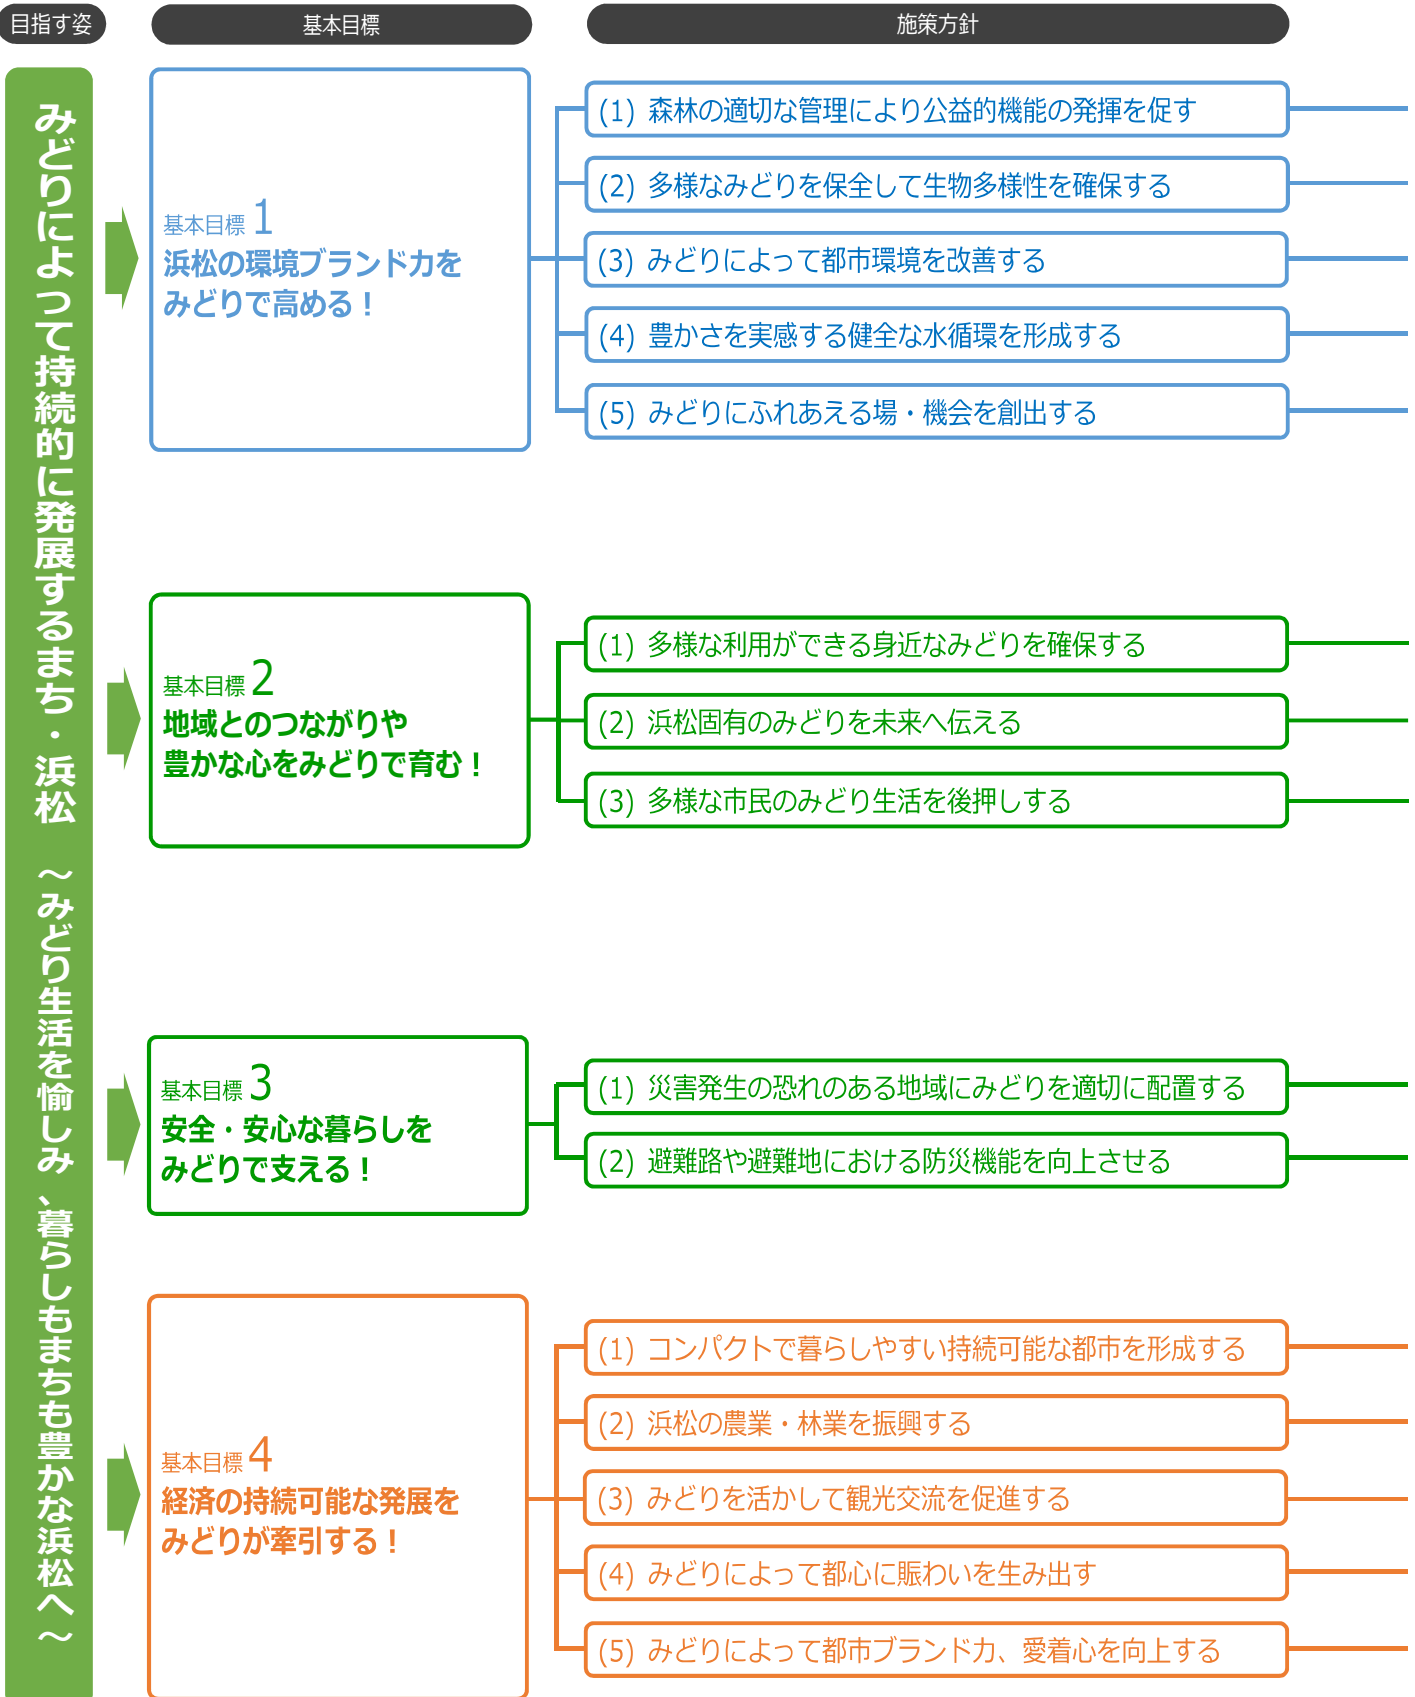 目指す姿
基本目標
施策方針
みどりによって持続的に発展するまち・浜松　～みどり生活を愉しみ、暮らしもまちも豊かな浜松へ～
基本目標 1
浜松の環境ブランド力を
みどりで高める！
(1) 森林の適切な管理により公益的機能の発揮を促す
(2) 多様なみどりを保全して生物多様性を確保する
(3) みどりによって都市環境を改善する
(4) 豊かさを実感する健全な水循環を形成する
(5) みどりにふれあえる場・機会を創出する
基本目標 2
地域とのつながりや
豊かな心をみどりで育む！
(1) 多様な利用ができる身近なみどりを確保する
(2) 浜松固有のみどりを未来へ伝える
(3) 多様な市民のみどり生活を後押しする
基本目標 3
安全・安心な暮らしを
みどりで支える！
(1) 災害発生の恐れのある地域にみどりを適切に配置する
(2) 避難路や避難地における防災機能を向上させる
基本目標 4
経済の持続可能な発展を
みどりが牽引する！
(1) コンパクトで暮らしやすい持続可能な都市を形成する
(2) 浜松の農業・林業を振興する
(3) みどりを活かして観光交流を促進する
(4) みどりによって都心に賑わいを生み出す
(5) みどりによって都市ブランド力、愛着心を向上する